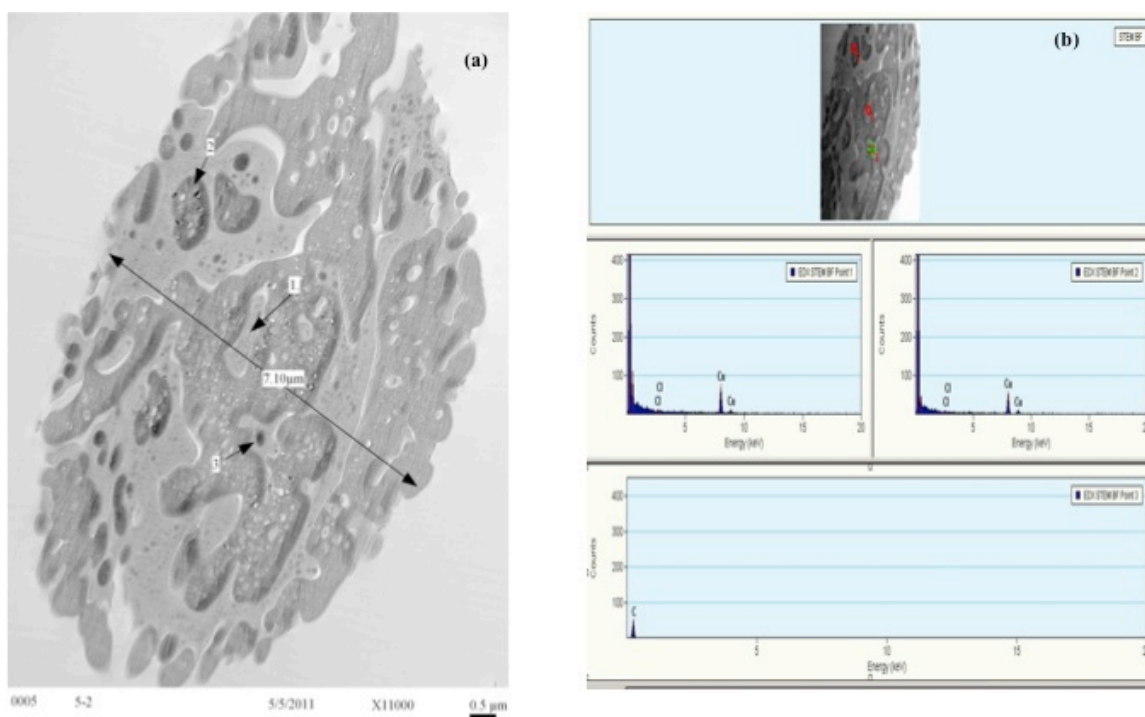 (a)
2
1.
7.10μm
3
0005 5-2 5/5/2011 X11000 0.5 μm
(b)
STEM BF
400
300
200
100
Counts
EDX STEM BF Point 1
Cl
Cl
Cu
Cu
5
10
15
20
Energy (keV)
400
300
200
100
Counts
EDX STEM BF Point 2
Cl
Cl
Cu
Cu
5
10
15
Energy (keV)
400
300
200
100
Counts
EDX STEM BF Point 3
C
5
10
15
Energy (keV)